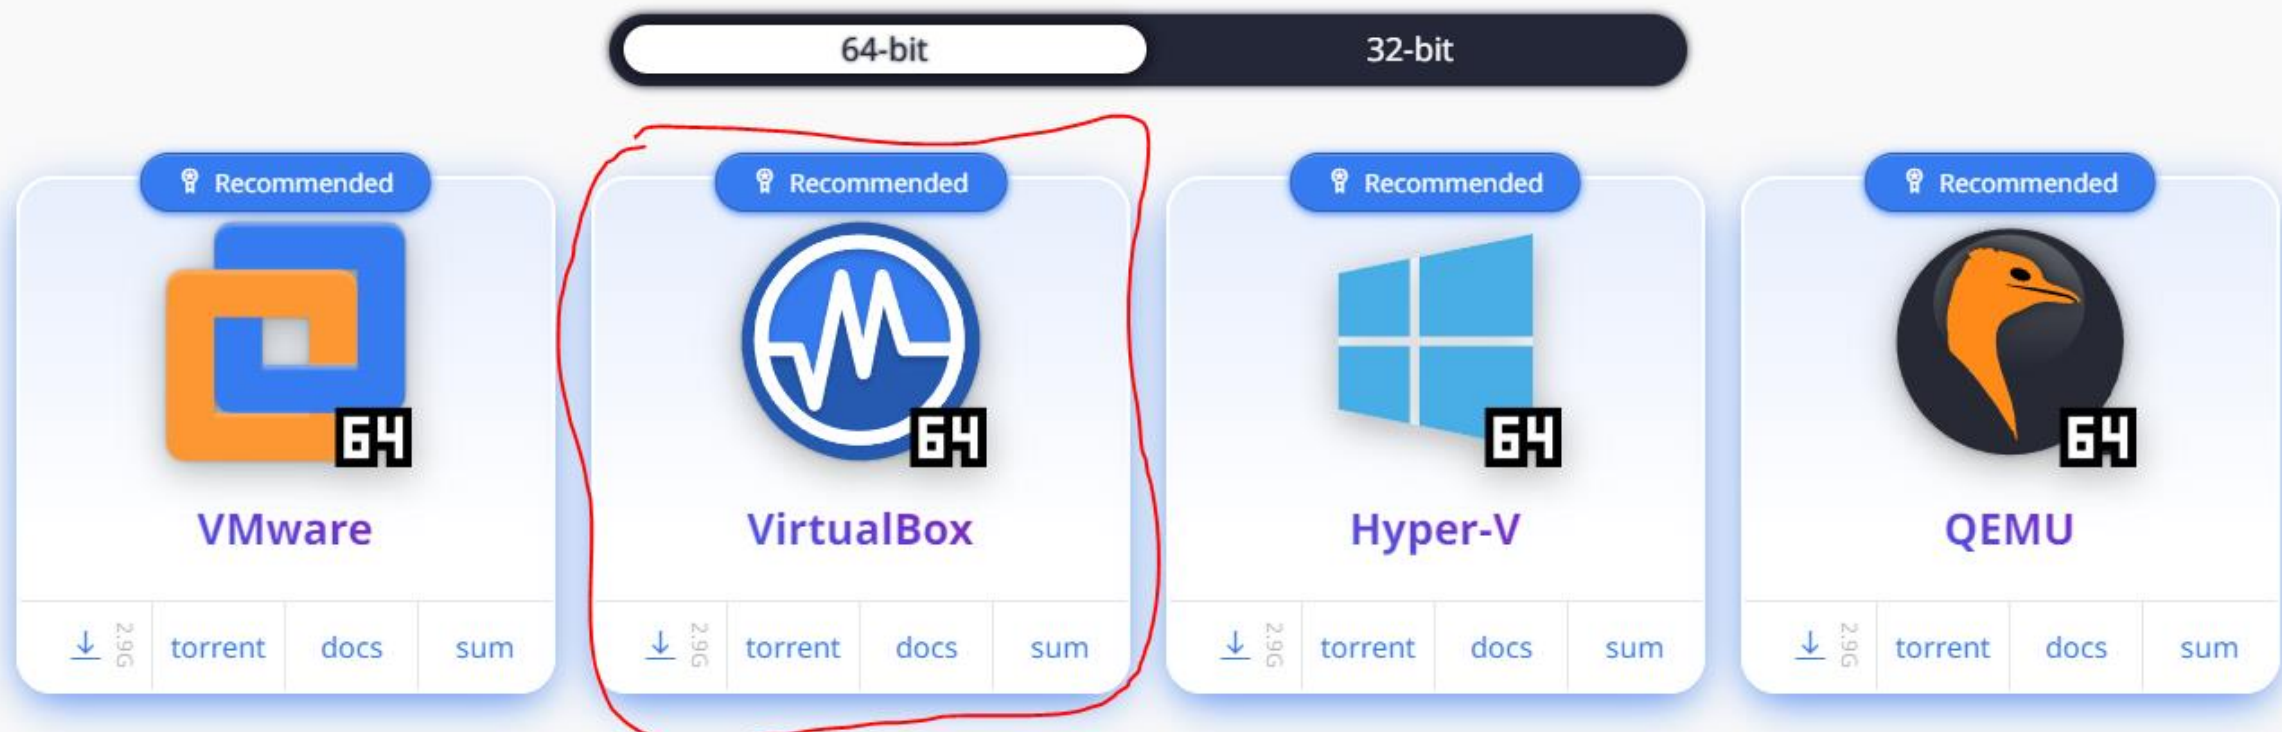 64-bit 32-bit
Recommended Recommended Recommended Recommended
64 64 64 64
VMware VirtualBox Hyper-V QEMU
2.9G torrent docs sum 2.9G torrent docs sum 2.9G torrent docs sum 2.9G torrent docs sum